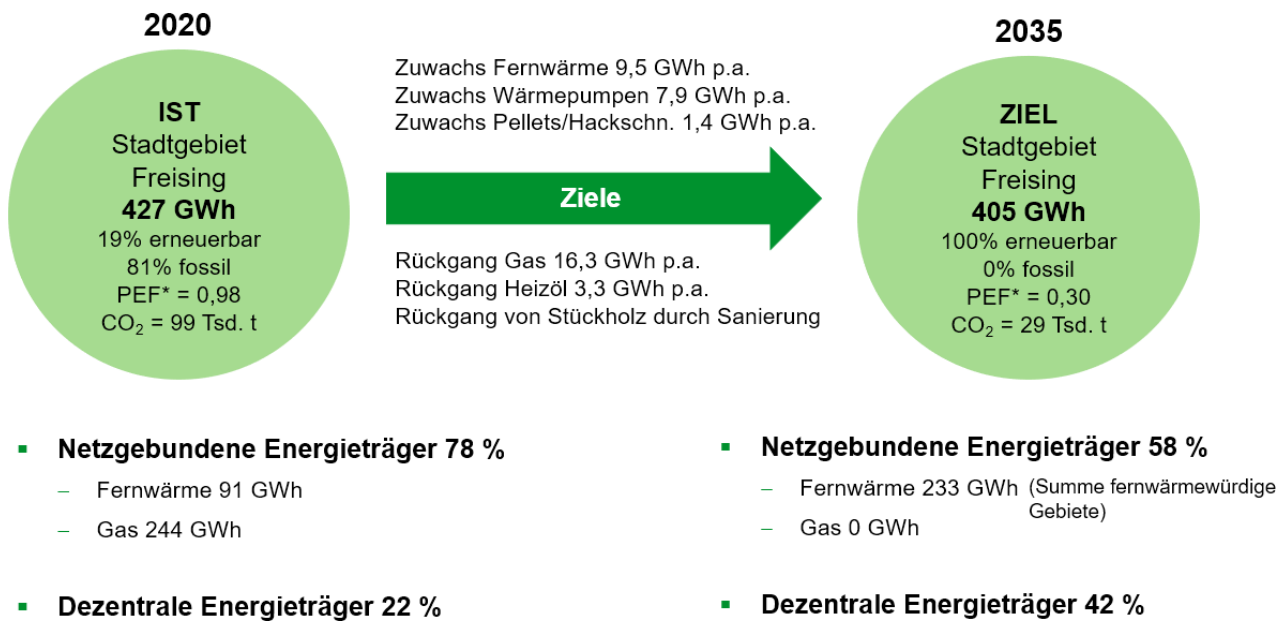 2020
IST
Stadtgebiet
Freising
427 GWh
19% erneuerbar
81% fossil
PEF* = 0,98
CO₂ = 99 Tsd. t
Zuwachs Fernwärme 9,5 GWh p.a.
Zuwachs Wärmepumpen 7,9 GWh p.a.
Zuwachs Pellets/Hackschn. 1,4 GWh p.a.
Ziele
Rückgang Gas 16,3 GWh p.a.
Rückgang Heizöl 3,3 GWh p.a.
Rückgang von Stückholz durch Sanierung
2035
ZIEL
Stadtgebiet
Freising
405 GWh
100% erneuerbar
0% fossil
PEF* = 0,30
CO₂ = 29 Tsd. t
▪ Netzgebundene Energieträger 78 %
– Fernwärme 91 GWh
– Gas 244 GWh
▪ Dezentrale Energieträger 22 %
▪ Netzgebundene Energieträger 58 %
– Fernwärme 233 GWh (Summe fernwärmewürdige
Gebiete)
– Gas 0 GWh
▪ Dezentrale Energieträger 42 %